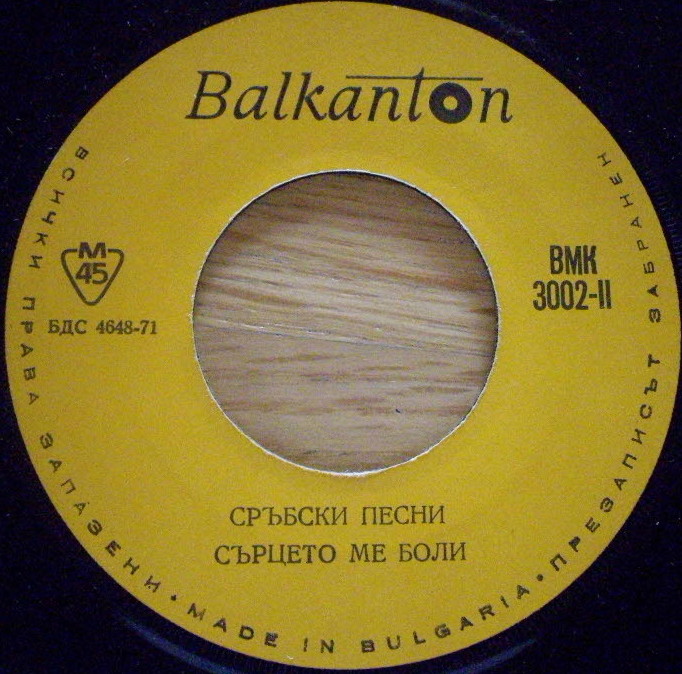 Balkanton
М
45
БДС 4648-71
ВМК
3002-II
СРЪБСКИ ПЕСНИ
СЪРЦЕТО МЕ БОЛИ
ВСИЧКИ ПРАВА ЗАПАЗЕНИ • MADE IN BULGARIA • ПРЕЗАПИСЪТ ЗАБРАНЕН